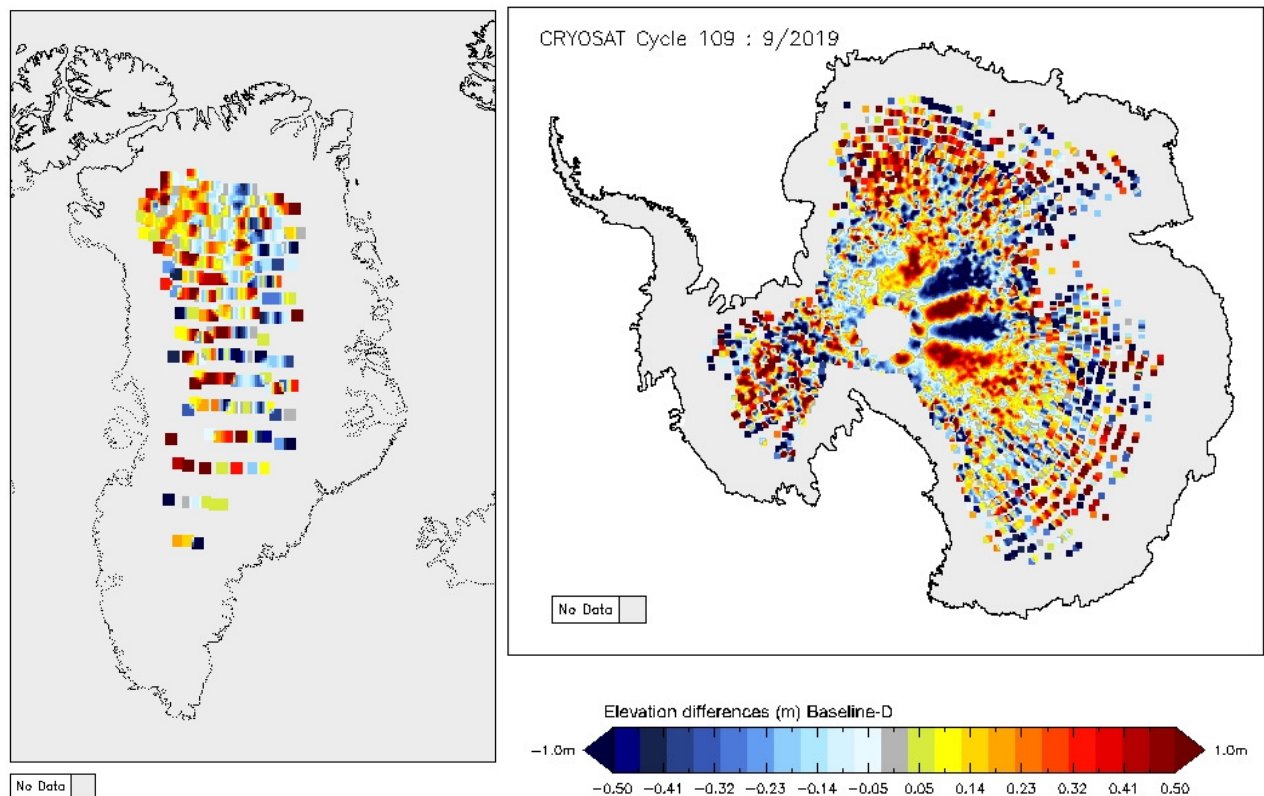 CRYOSAT Cycle 109 : 9/2019
No Data
Elevation differences (m) Baseline-D
-1.0m
1.0m
-0.50 -0.41 -0.32 -0.23 -0.14 -0.05 0.05 0.14 0.23 0.32 0.41 0.50
No Data